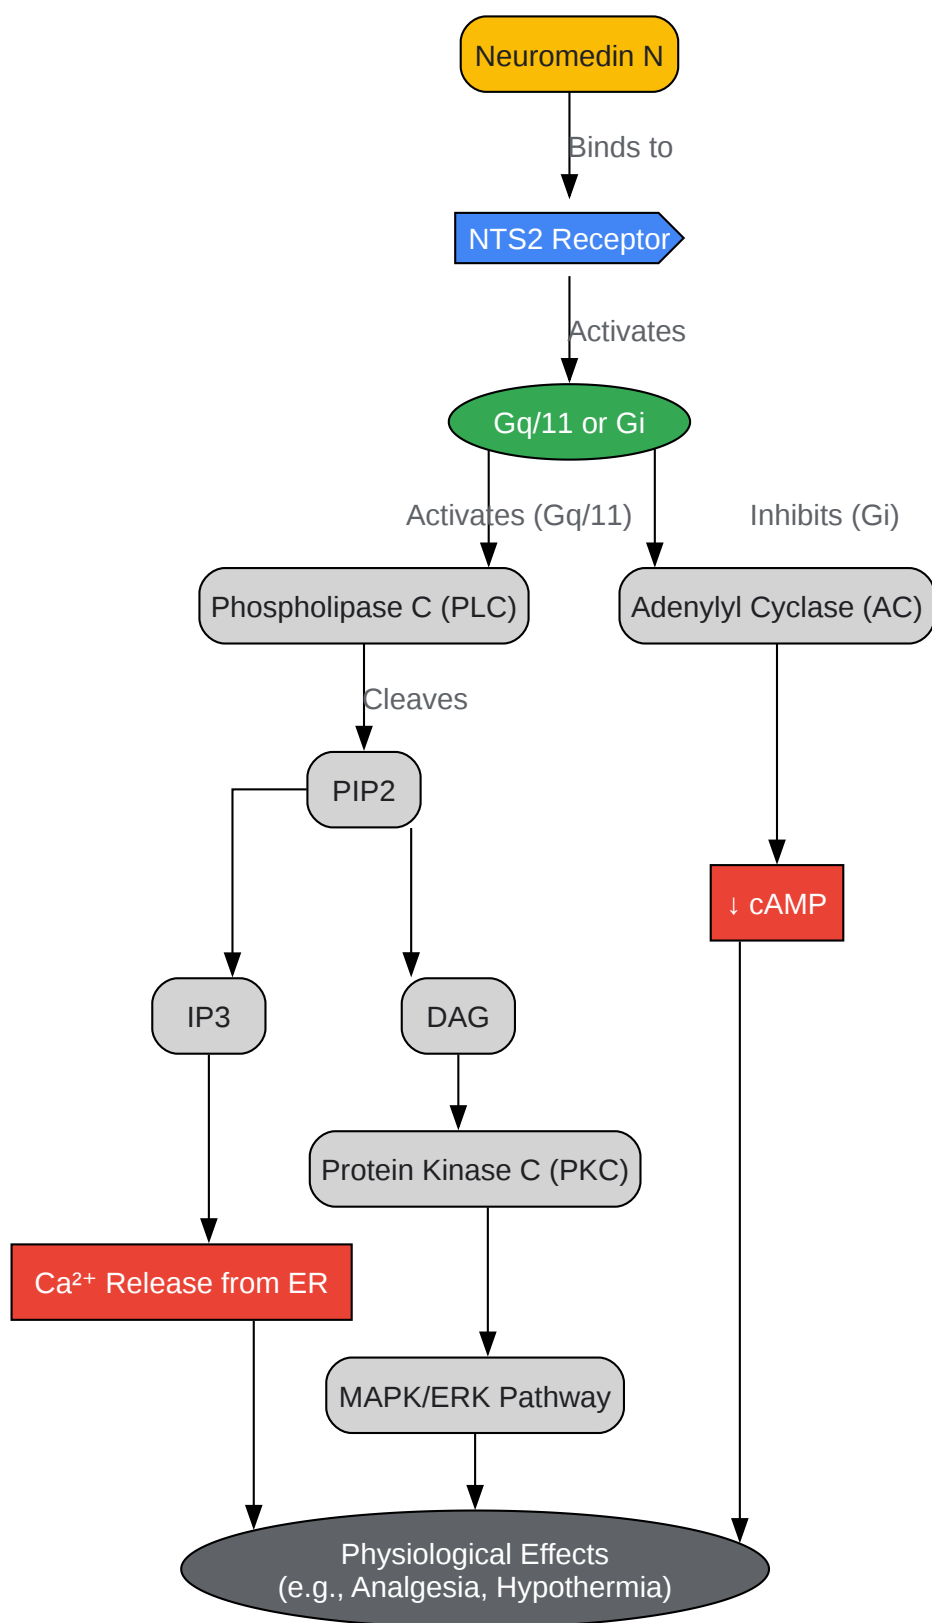 Neuromedin N
Binds to
NTS2 Receptor
Activates
Gq/11 or Gi
Activates (Gq/11)
Inhibits (Gi)
Phospholipase C (PLC)
Adenylyl Cyclase (AC)
Cleaves
PIP2
↓ cAMP
IP3
DAG
Protein Kinase C (PKC)
Ca²⁺ Release from ER
MAPK/ERK Pathway
Physiological Effects
(e.g., Analgesia, Hypothermia)